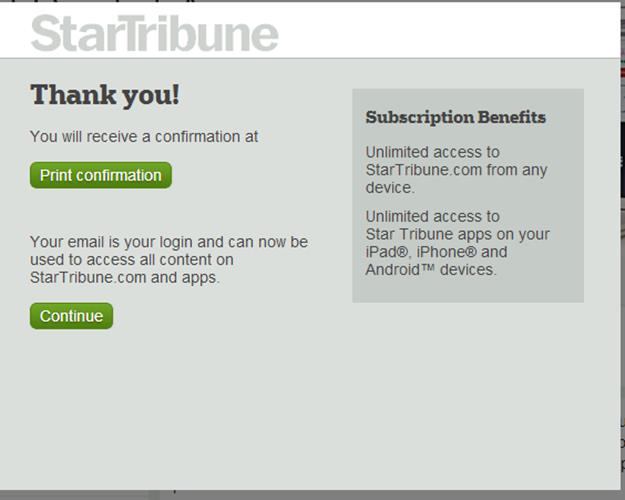 StarTribune
Thank you!
You will receive a confirmation at
Print confirmation
Your email is your login and can now be
used to access all content on
StarTribune.com and apps.
Continue
Subscription Benefits
Unlimited access to
StarTribune.com from any
device.
Unlimited access to
Star Tribune apps on your
iPad®, iPhone® and
Android™ devices.